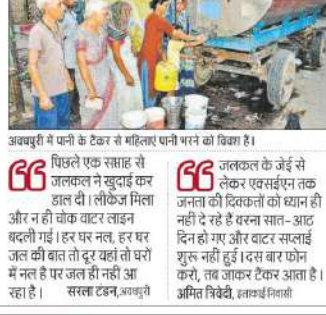 अवधपुरी में पानी के टैंकर से महिलाएं पानी भरने को विवश हैं।
पिछले एक सप्ताह से
जलकल ने खुदाई कर
डाल दी। लीकेज मिला
और न ही चोक वाटर लाइन
बदली गई। हर घर नल, हर घर
जल की बात तो दूर यहां तो घरों
में नल है पर जल ही नहीं आ
रहा है। सरला टंडन, अवधपुरी
जलकल के जेई से
लेकर एक्सईएन तक
जनता की दिक्कतों को ध्यान ही
नही दे रहे हैं वरना सात-आठ
दिन हो गए और वाटर सप्लाई
शुरू नहीं हुई। दस बार फोन
करो, तब जाकर टैंकर आता है।
अमित त्रिवेदी, इलाकाई निवासी